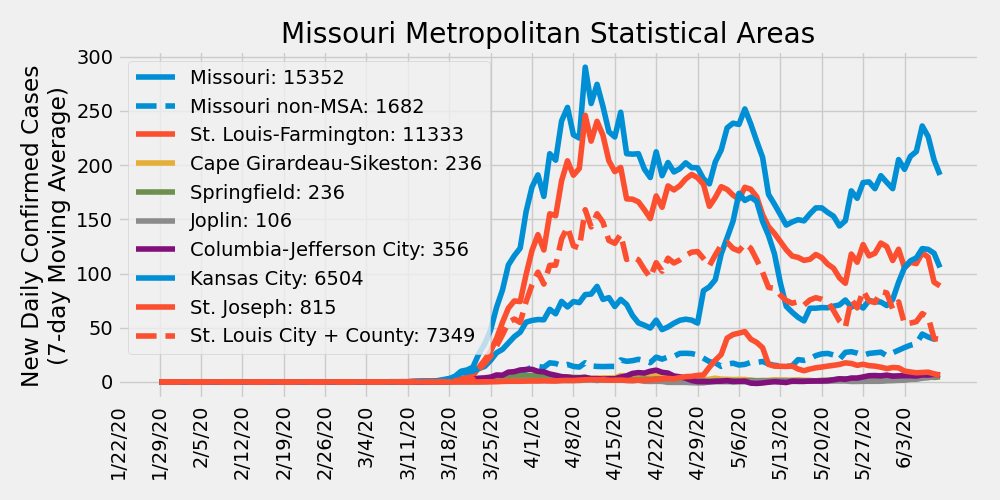 Missouri Metropolitan Statistical Areas
New Daily Confirmed Cases
(7-day Moving Average)
300
250
200
150
100
50
0
Missouri: 15352
Missouri non-MSA: 1682
St. Louis-Farmington: 11333
Cape Girardeau-Sikeston: 236
Springfield: 236
Joplin: 106
Columbia-Jefferson City: 356
Kansas City: 6504
St. Joseph: 815
St. Louis City + County: 7349
1/22/20
1/29/20
2/5/20
2/12/20
2/19/20
2/26/20
3/4/20
3/11/20
3/18/20
3/25/20
4/1/20
4/8/20
4/15/20
4/22/20
4/29/20
5/6/20
5/13/20
5/20/20
5/27/20
6/3/20